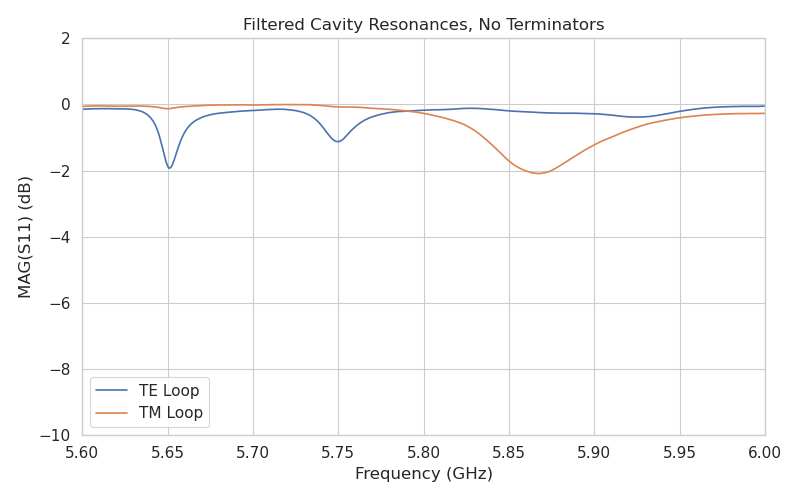 Filtered Cavity Resonances, No Terminators
MAG(S11) (dB)
2
0
−2
−4
−6
−8
−10
TE Loop
TM Loop
5.60 5.65 5.70 5.75 5.80 5.85 5.90 5.95 6.00
Frequency (GHz)